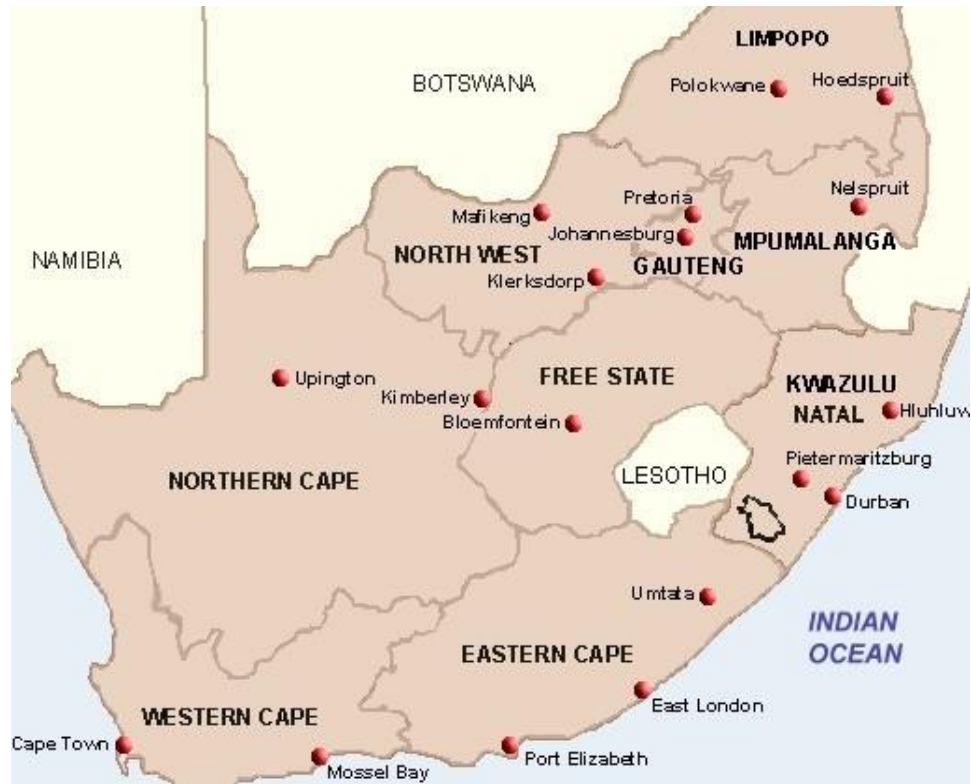 LIMPOPO
Polokwane
Hoedspruit
BOTSWANA
Nelspruit
Pretoria
Mafikeng
Johannesburg
MPUMALANGA
NORTH WEST
NAMIBIA
GAUTENG
Klerksdorp
Upington
FREE STATE
KWAZULU
NATAL
Kimberley
Hluhluw
Bloemfontein
Pietermaritzburg
LESOTHO
NORTHERN CAPE
Durban
Umtata
INDIAN
OCEAN
EASTERN CAPE
East London
WESTERN CAPE
Cape Town
Port Elizabeth
Mossel Bay